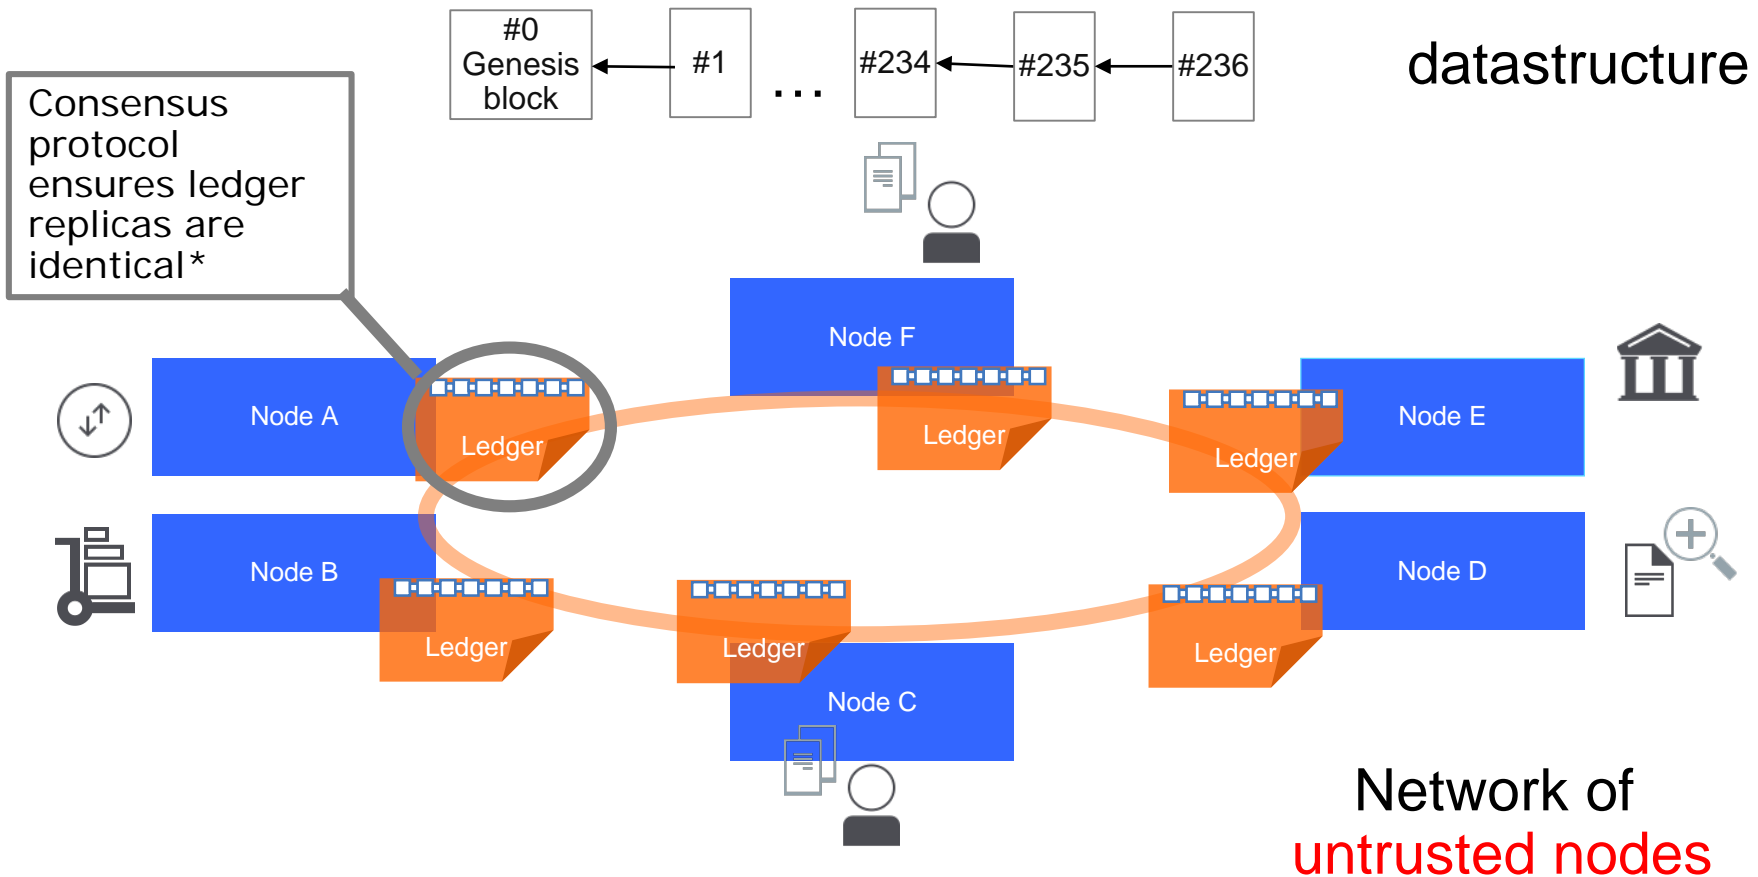 #0
Genesis
block
#1
...
#234
#235
#236
datastructure
Consensus
protocol
ensures ledger
replicas are
identical*
Node F
Ledger
Node A
Ledger
Node E
Ledger
Node B
Ledger
Node D
Ledger
Ledger
Node C
Network of
untrusted nodes